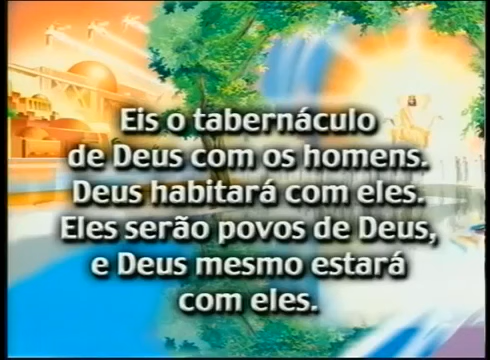 Eis o tabernáculo
de Deus com os homens.
Deus habitará com eles.
Eles serão povos de Deus,
e Deus mesmo estará
com eles.